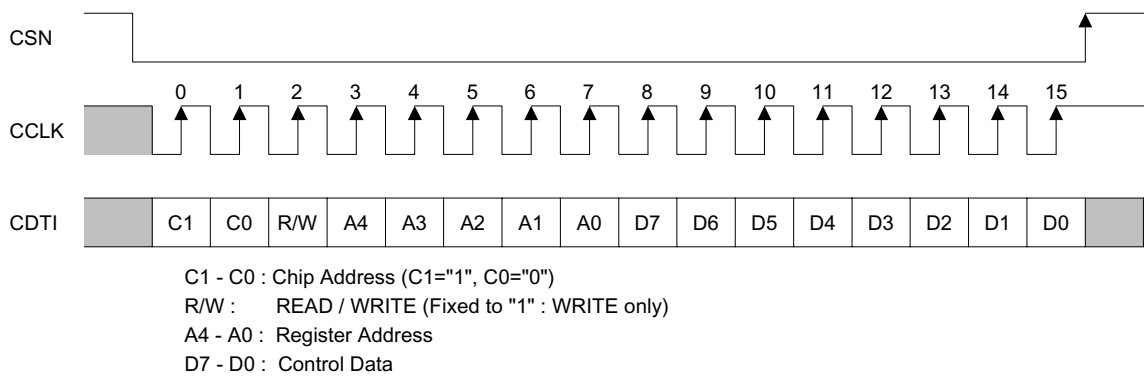 CSN
0 1 2 3 4 5 6 7 8 9 10 11 12 13 14 15
CCLK
CDTI C1 C0 R/W A4 A3 A2 A1 A0 D7 D6 D5 D4 D3 D2 D1 D0
C1 - C0 : Chip Address (C1="1", C0="0")
R/W : READ / WRITE (Fixed to "1" : WRITE only)
A4 - A0 : Register Address
D7 - D0 : Control Data